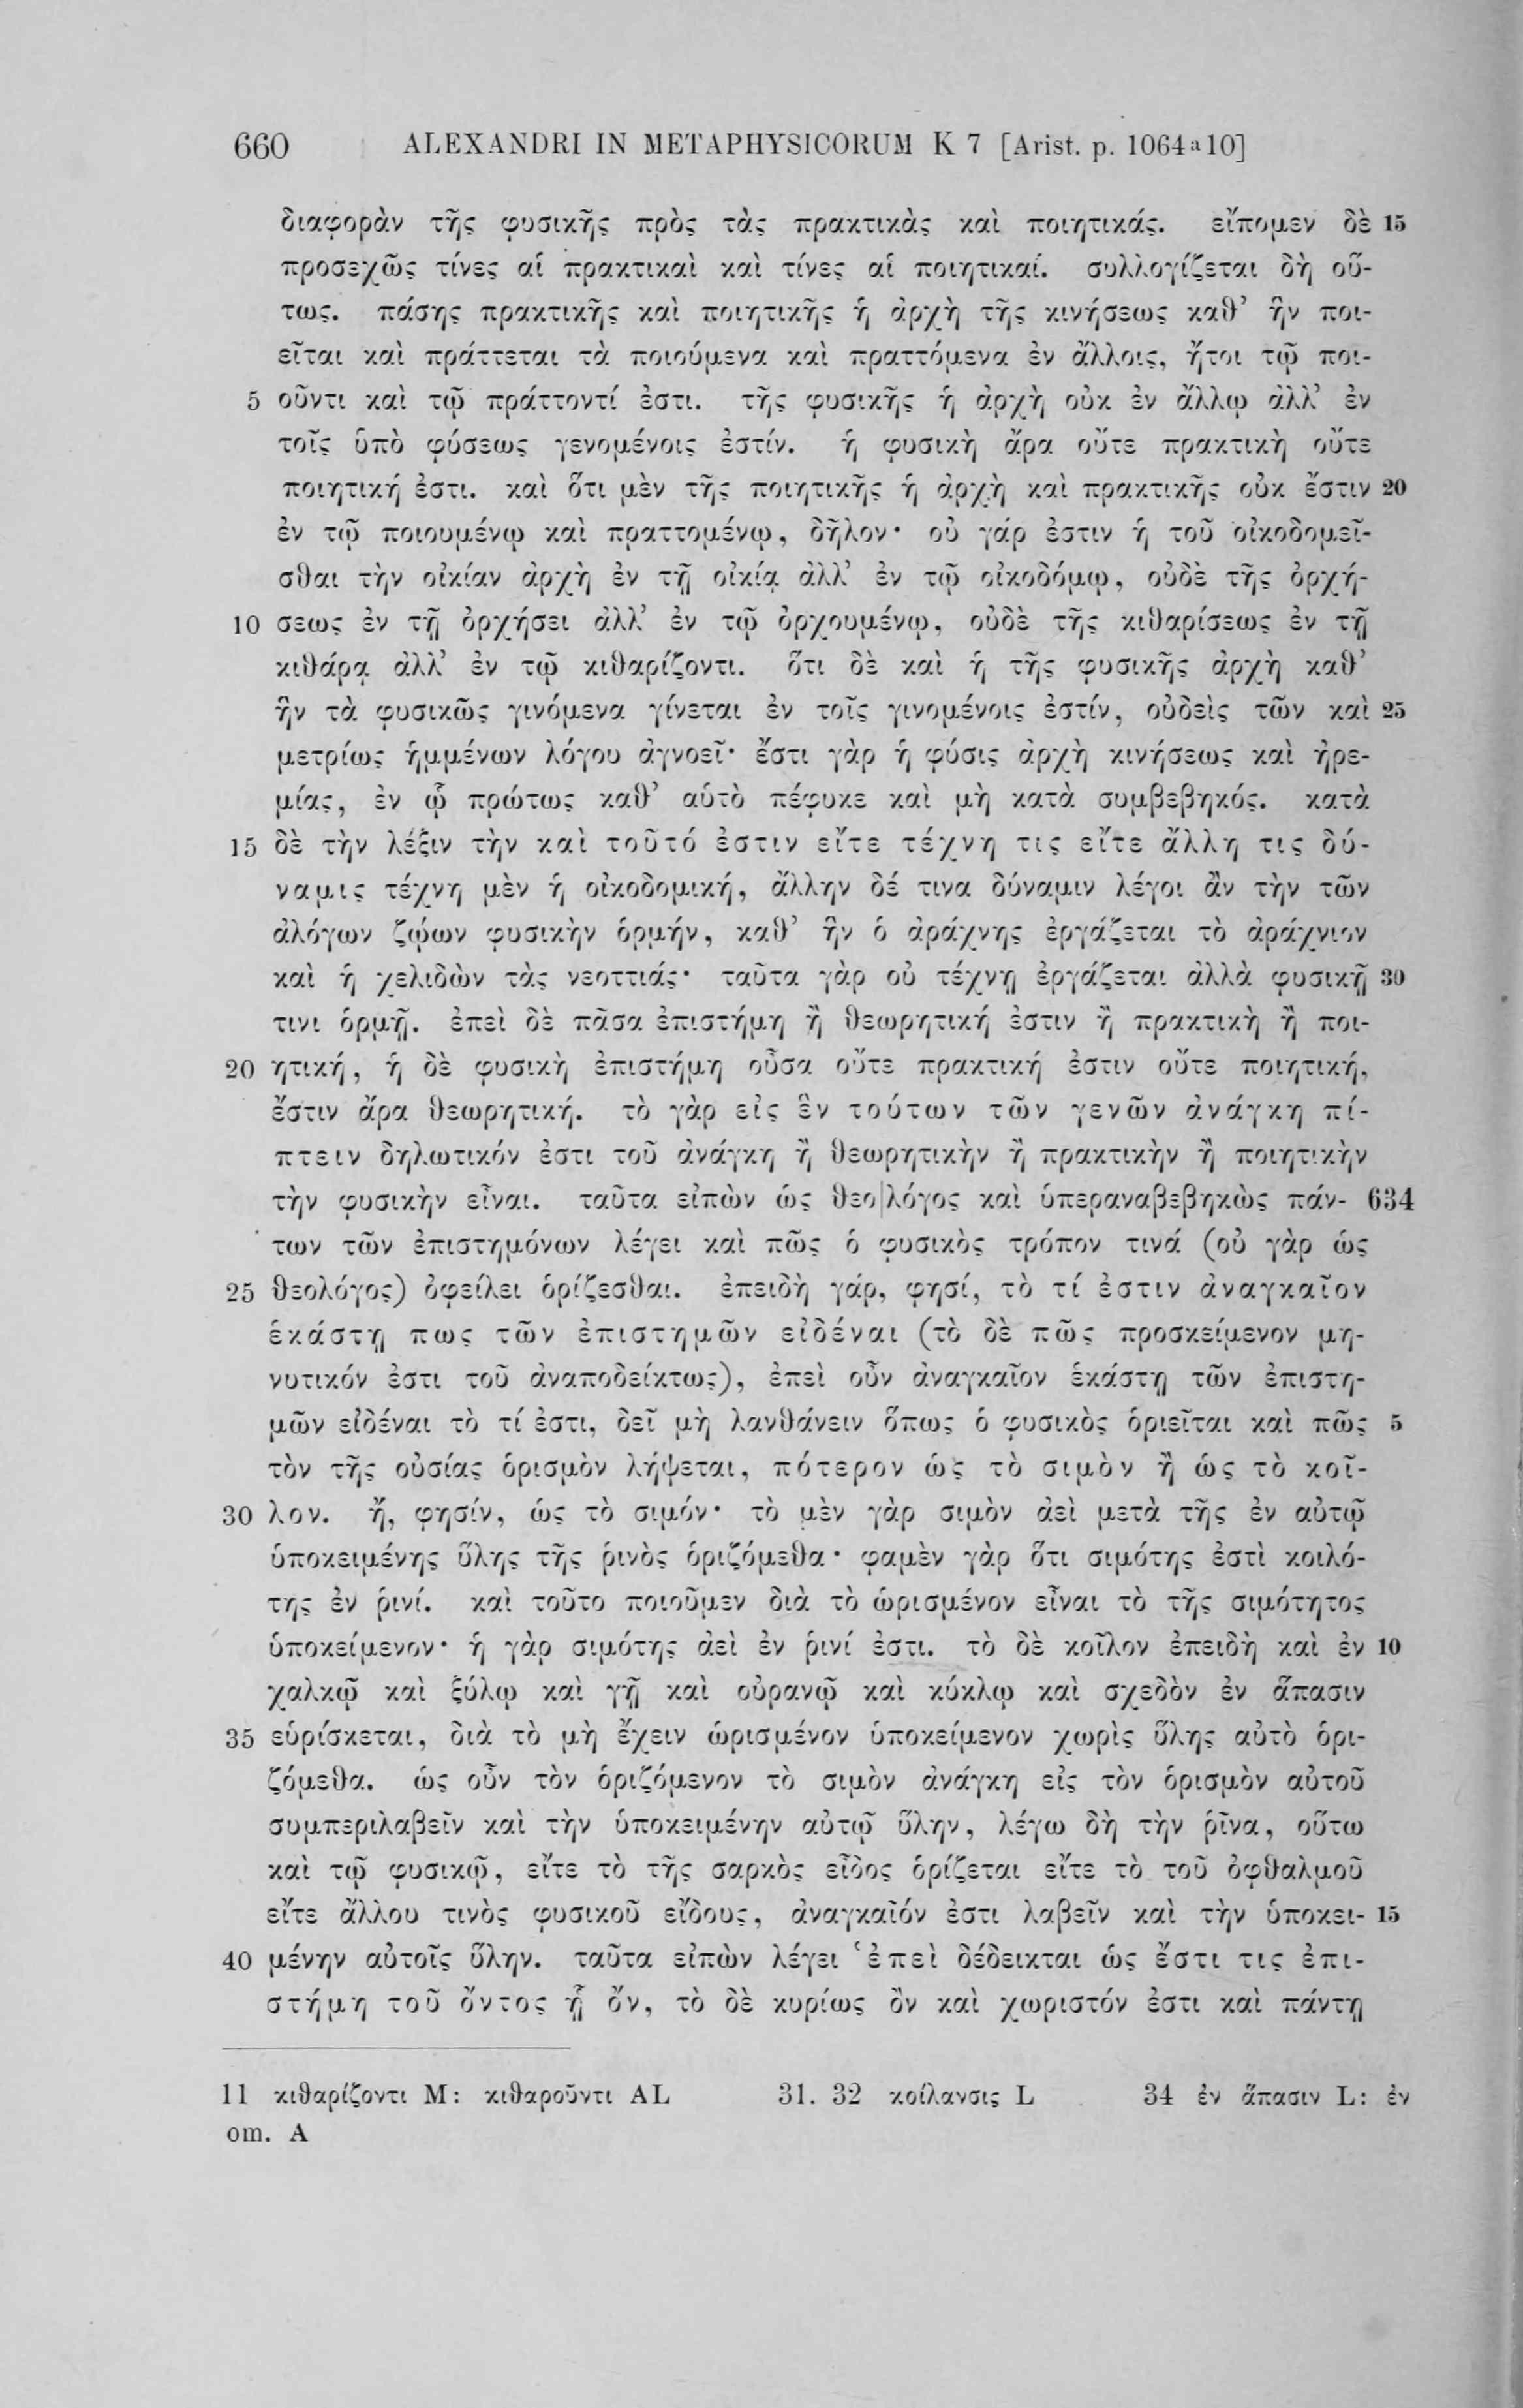 660 ALEXANDRI IN METAPHYSICORUM K 7 [Arist. p. 1064a10]
διαφορὰν τῆς φυσικῆς πρὸς τὰς πρακτικὰς καὶ ποιητικάς. εἴπομεν δὲ 15
προσεχῶς τίνες αἱ πρακτικαὶ καὶ τίνες αἱ ποιητικαί. συλλογίζεται δὴ οὕ-
τως. πάσης πρακτικῆς καὶ ποιητικῆς ἡ ἀρχὴ τῆς κινήσεως καθ’ ἣν ποι-
εῖται καὶ πράττεται τὰ ποιούμενα καὶ πραττόμενα ἐν ἄλλοις, ἤτοι τῷ ποι-
5 οῦντι καὶ τῷ πράττοντί ἐστι. τῆς φυσικῆς ἡ ἀρχὴ οὐκ ἐν ἄλλῳ ἀλλ’ ἐν
τοῖς ὑπὸ φύσεως γενομένοις ἐστίν. ἡ φυσικὴ ἄρα οὔτε πρακτικὴ οὔτε
ποιητική ἐστι. καὶ ὅτι μὲν τῆς ποιητικῆς ἡ ἀρχὴ καὶ πρακτικῆς οὐκ ἔστιν 20
ἐν τῷ ποιουμένῳ καὶ πραττομένῳ, δῆλον· οὐ γάρ ἐστιν ἡ τοῦ οἰκοδομεῖ-
σθαι τὴν οἰκίαν ἀρχὴ ἐν τῇ οἰκίᾳ ἀλλ’ ἐν τῷ οἰκοδόμῳ, οὐδὲ τῆς ὀρχή-
10 σεως ἐν τῇ ὀρχήσει ἀλλ’ ἐν τῷ ὀρχουμένῳ, οὐδὲ τῆς κιθαρίσεως ἐν τῇ
κιθάρᾳ ἀλλ’ ἐν τῷ κιθαρίζοντι. ὅτι δὲ καὶ ἡ τῆς φυσικῆς ἀρχὴ καθ’
ἣν τὰ φυσικῶς γινόμενα γίνεται ἐν τοῖς γινομένοις ἐστίν, οὐδεὶς τῶν καὶ 25
μετρίως ἡμμένων λόγου ἀγνοεῖ· ἔστι γὰρ ἡ φύσις ἀρχὴ κινήσεως καὶ ἠρε-
μίας, ἐν ᾧ πρώτως καθ’ αὑτὸ πέφυκε καὶ μὴ κατὰ συμβεβηκός. κατὰ
15 δὲ τὴν λέξιν τὴν καὶ τοῦτό ἐστιν εἴτε τέχνη τις εἴτε ἄλλη τις δύ-
ναμις τέχνη μὲν ἡ οἰκοδομική, ἄλλην δέ τινα δύναμιν λέγοι ἂν τὴν τῶν
ἀλόγων ζῴων φυσικὴν ὁρμήν, καθ’ ἣν ὁ ἀράχνης ἐργάζεται τὸ ἀράχνιον
καὶ ἡ χελιδὼν τὰς νεοττιάς· ταῦτα γὰρ οὐ τέχνῃ ἐργάζεται ἀλλὰ φυσικῇ 30
τινι ὁρμῇ. ἐπεὶ δὲ πᾶσα ἐπιστήμη ἢ θεωρητική ἐστιν ἢ πρακτικὴ ἢ ποι-
20 ητική, ἡ δὲ φυσικὴ ἐπιστήμη οὖσα οὔτε πρακτική ἐστιν οὔτε ποιητική,
ἔστιν ἄρα θεωρητική. τὸ γὰρ εἰς ἓν τούτων τῶν γενῶν ἀνάγκη πί-
πτειν δηλωτικόν ἐστι τοῦ ἀνάγκη ἢ θεωρητικὴν ἢ πρακτικὴν ἢ ποιητικὴν
τὴν φυσικὴν εἶναι. ταῦτα εἰπὼν ὡς θεο|λόγος καὶ ὑπεραναβεβηκὼς πάν- 634
των τῶν ἐπιστημόνων λέγει καὶ πῶς ὁ φυσικὸς τρόπον τινά (οὐ γὰρ ὡς
25 θεολόγος) ὀφείλει ὁρίζεσθαι. ἐπειδὴ γάρ, φησί, τὸ τί ἐστιν ἀναγκαῖον
ἑκάστῃ πως τῶν ἐπιστημῶν εἰδέναι (τὸ δὲ πῶς προσκείμενον μη-
νυτικόν ἐστι τοῦ ἀναποδείκτως), ἐπεὶ οὖν ἀναγκαῖον ἑκάστῃ τῶν ἐπιστη-
μῶν εἰδέναι τὸ τί ἐστι, δεῖ μὴ λανθάνειν ὅπως ὁ φυσικὸς ὁριεῖται καὶ πῶς 5
τὸν τῆς οὐσίας ὁρισμὸν λήψεται, πότερον ὡς τὸ σιμὸν ἢ ὡς τὸ κοῖ-
30 λον. ἤ, φησίν, ὡς τὸ σιμόν· τὸ μὲν γὰρ σιμὸν ἀεὶ μετὰ τῆς ἐν αὐτῷ
ὑποκειμένης ὕλης τῆς ῥινὸς ὁριζόμεθα· φαμὲν γὰρ ὅτι σιμότης ἐστὶ κοιλό-
της ἐν ῥινί. καὶ τοῦτο ποιοῦμεν διὰ τὸ ὡρισμένον εἶναι τὸ τῆς σιμότητος
ὑποκείμενον· ἡ γὰρ σιμότης ἀεὶ ἐν ῥινί ἐστι. τὸ δὲ κοῖλον ἐπειδὴ καὶ ἐν 10
χαλκῷ καὶ ξύλῳ καὶ γῇ καὶ οὐρανῷ καὶ κύκλῳ καὶ σχεδὸν ἐν ἅπασιν
35 εὑρίσκεται, διὰ τὸ μὴ ἔχειν ὡρισμένον ὑποκείμενον χωρὶς ὕλης αὐτὸ ὁρι-
ζόμεθα. ὡς οὖν τὸν ὁριζόμενον τὸ σιμὸν ἀνάγκη εἰς τὸν ὁρισμὸν αὐτοῦ
συμπεριλαβεῖν καὶ τὴν ὑποκειμένην αὐτῷ ὕλην, λέγω δὴ τὴν ῥῖνα, οὕτω
καὶ τῷ φυσικῷ, εἴτε τὸ τῆς σαρκὸς εἶδος ὁρίζεται εἴτε τὸ τοῦ ὀφθαλμοῦ
εἴτε ἄλλου τινὸς φυσικοῦ εἴδους, ἀναγκαῖόν ἐστι λαβεῖν καὶ τὴν ὑποκει- 15
40 μένην αὐτοῖς ὕλην. ταῦτα εἰπὼν λέγει ‘ἐπεὶ δέδεικται ὡς ἔστι τις ἐπι-
στήμη τοῦ ὄντος ᾗ ὄν, τὸ δὲ κυρίως ὂν καὶ χωριστόν ἐστι καὶ πάντῃ
11 κιθαρίζοντι M: κιθαροῦντι AL 31. 32 κοίλανσις L 34 ἐν ἅπασιν L: ἐν
om. A